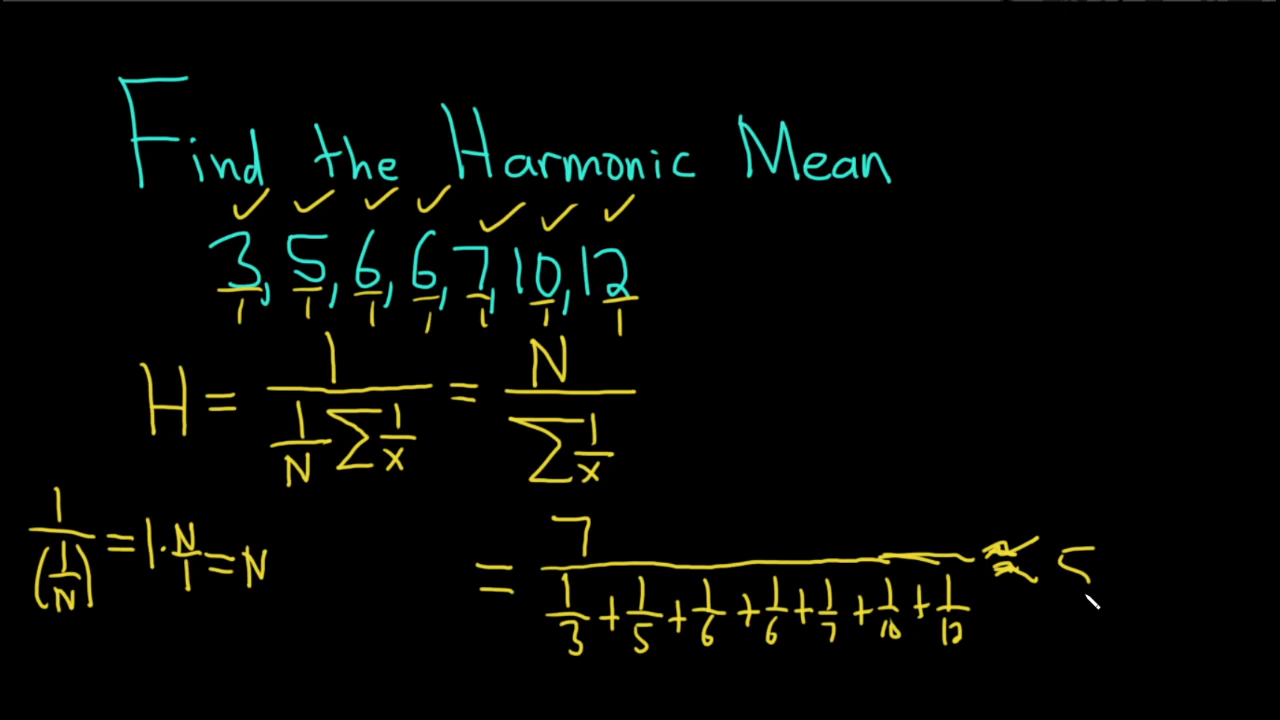 Find the Harmonic Mean
✓ ✓ ✓ ✓ ✓ ✓ ✓
3/1, 5/1, 6/1, 6/1, 7/1, 10/1, 12/1
H = 1/(1/N ∑ 1/x) = N/(∑ 1/x)
1/(1/N) = 1 · N/1 = N
= 7/(1/3 + 1/5 + 1/6 + 1/6 + 1/7 + 1/10 + 1/12) ≈ 5